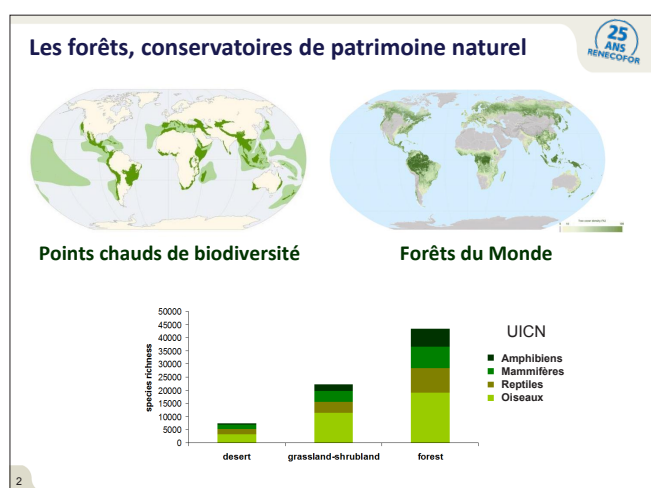 Les forêts, conservatoires de patrimoine naturel
25
ANS
RENECOFOR
Points chauds de biodiversité
Forêts du Monde
species richness
50000
45000
40000
35000
30000
25000
20000
15000
10000
5000
0
desert
grassland-shrubland
forest
UICN
Amphibiens
Mammifères
Reptiles
Oiseaux
2